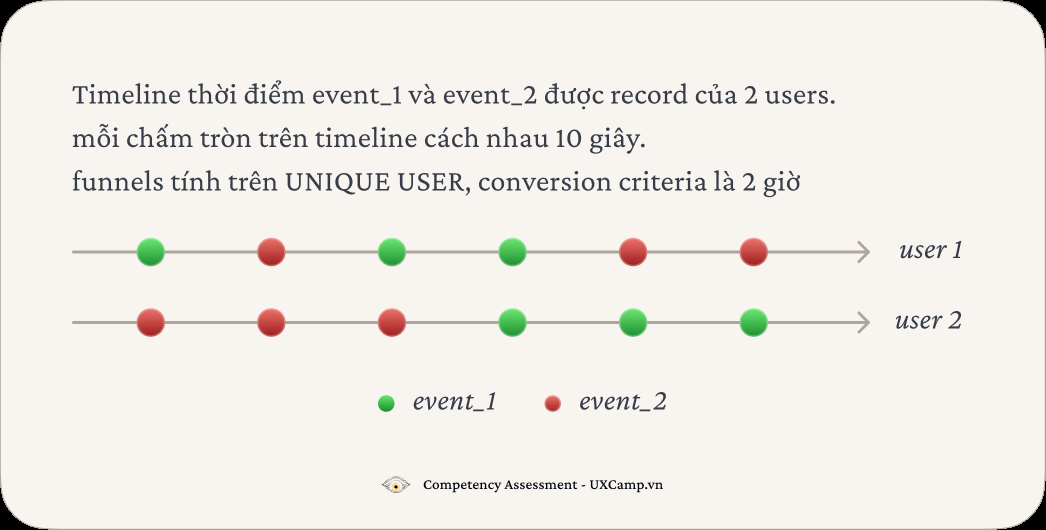 Timeline thời điểm event_1 và event_2 được record của 2 users.
mỗi chấm tròn trên timeline cách nhau 10 giây.
funnels tính trên UNIQUE USER, conversion criteria là 2 giờ
user 1
user 2
event_1 event_2
Competency Assessment - UXCamp.vn